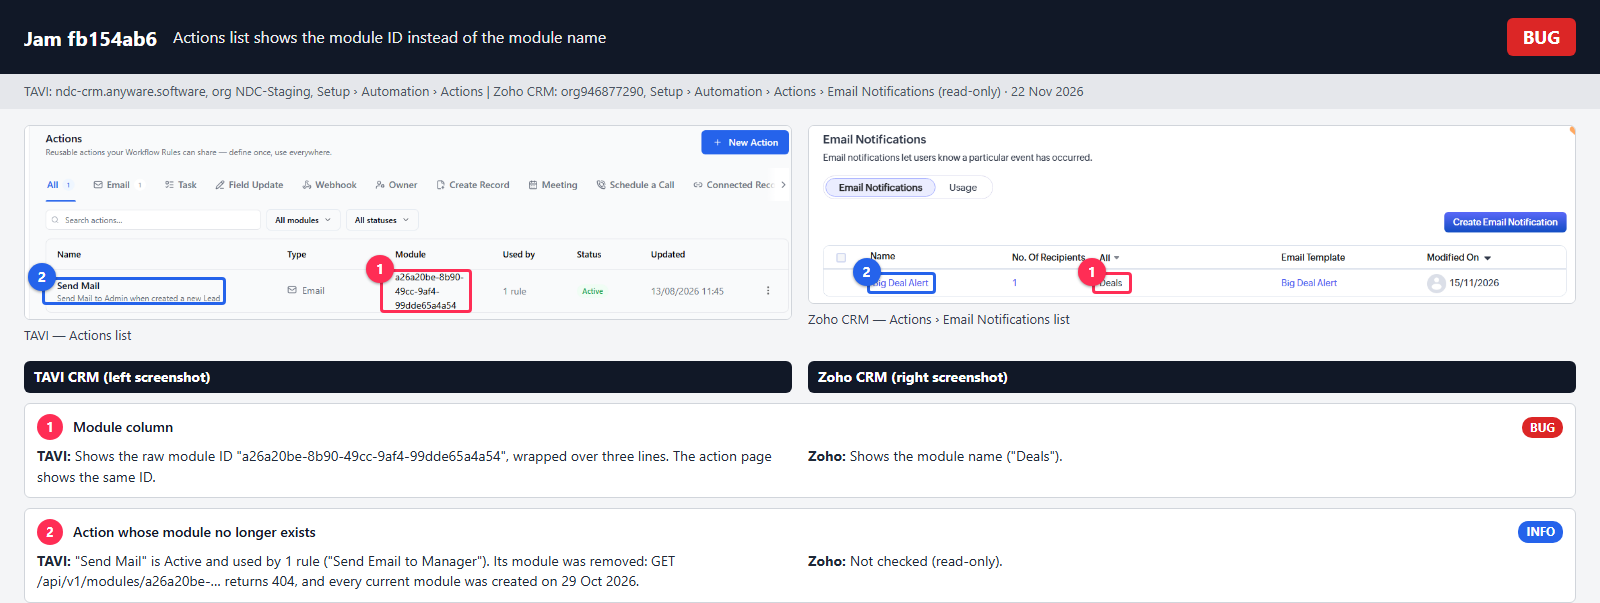 Jam fb154ab6 Actions list shows the module ID instead of the module name
BUG
TAVI: ndc-crm.anyware.software, org NDC-Staging, Setup › Automation › Actions | Zoho CRM: org946877290, Setup › Automation › Actions › Email Notifications (read-only) · 22 Nov 2026
Actions
Reusable actions your Workflow Rules can share — define once, use everywhere.
+ New Action
All 1 Email 1 Task Field Update Webhook Owner Create Record Meeting Schedule a Call Connected Rec
Search actions... All modules All statuses
Name Type Module Used by Status Updated
2
1
Send Mail
Send Mail to Admin when created a new Lead
Email
a26a20be-8b90-
49cc-9af4-
99dde65a4a54
1 rule Active 13/08/2026 11:45
TAVI — Actions list
Email Notifications
Email notifications let users know a particular event has occurred.
Email Notifications Usage
Create Email Notification
Name No. Of Recipients All Email Template Modified On
2
1
Big Deal Alert 1 Deals Big Deal Alert 15/11/2026
Zoho CRM — Actions › Email Notifications list
TAVI CRM (left screenshot)
Zoho CRM (right screenshot)
1 Module column
BUG
TAVI: Shows the raw module ID "a26a20be-8b90-49cc-9af4-99dde65a4a54", wrapped over three lines. The action page
shows the same ID.
Zoho: Shows the module name ("Deals").
2 Action whose module no longer exists
INFO
TAVI: "Send Mail" is Active and used by 1 rule ("Send Email to Manager"). Its module was removed: GET
/api/v1/modules/a26a20be-... returns 404, and every current module was created on 29 Oct 2026.
Zoho: Not checked (read-only).